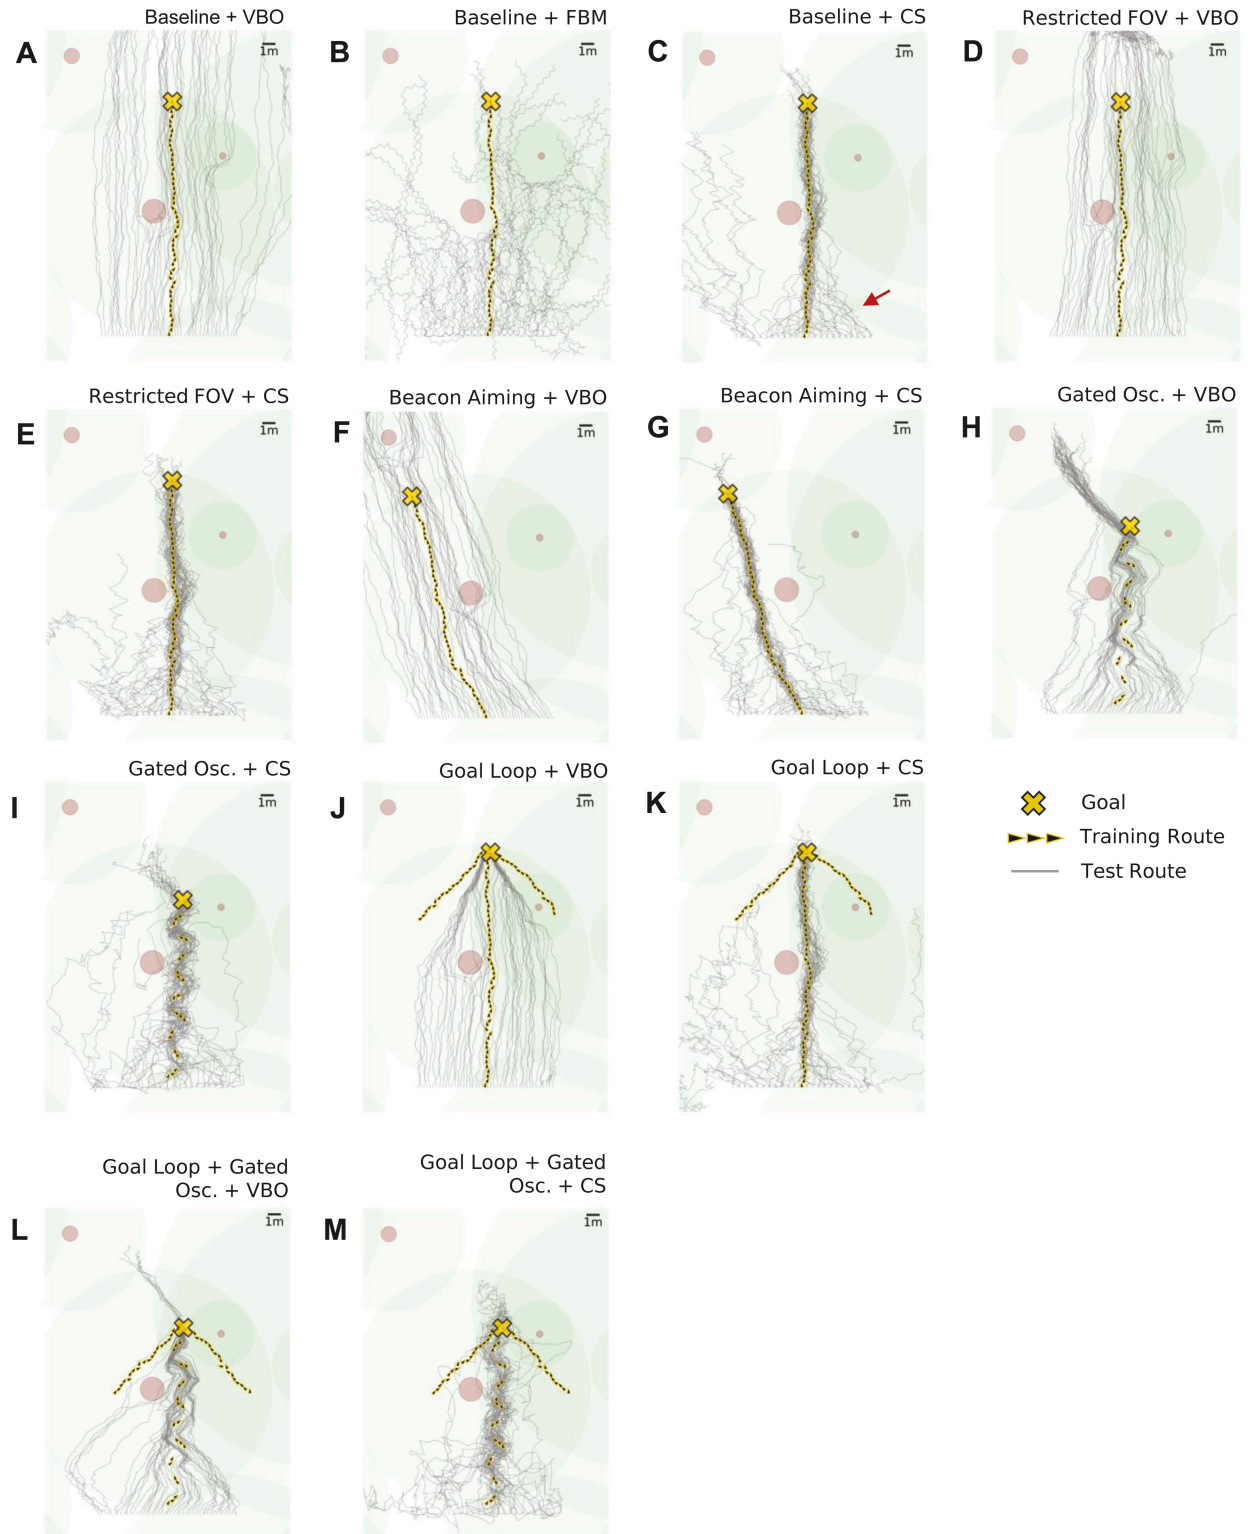 Baseline + VBO
A
1m
Baseline + FBM
B
1m
Baseline + CS
C
1m
Restricted FOV + VBO
D
1m
Restricted FOV + CS
E
1m
Beacon Aiming + VBO
F
1m
Beacon Aiming + CS
G
1m
Gated Osc. + VBO
H
1m
Gated Osc. + CS
I
1m
Goal Loop + VBO
J
1m
Goal Loop + CS
K
1m
Goal
Training Route
Test Route
Goal Loop + Gated
Osc. + VBO
L
1m
Goal Loop + Gated
Osc. + CS
M
1m